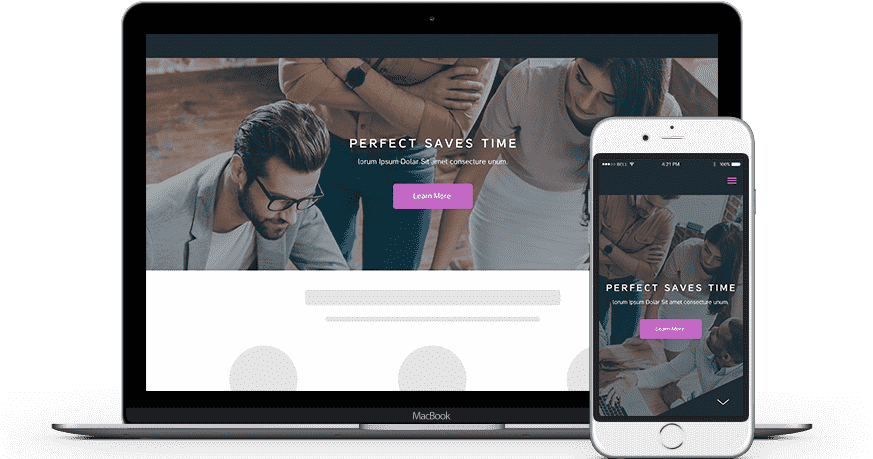 PERFECT SAVES TIME
lorum Ipsum Dolar Sit amet consecture unum.
Learn More
MacBook
BELL
4:21 PM
100%
PERFECT SAVES TIME
lorum Ipsum Dolar Sit amet consecture unum.
Learn More